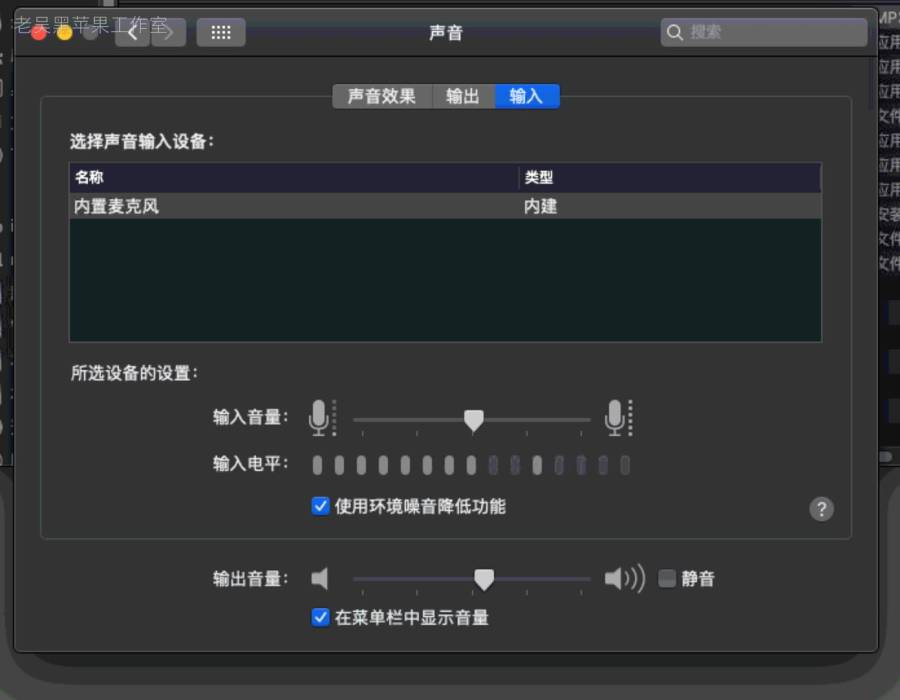 老吴黑苹果工作室
声音
搜索
声音效果 输出 输入
选择声音输入设备：
名称 类型
内置麦克风 内建
所选设备的设置：
输入音量：
输入电平：
使用环境噪音降低功能
?
输出音量： 静音
在菜单栏中显示音量
MP
应用
应用
应用
文件
应用
应用
应用
安装
文件
文件